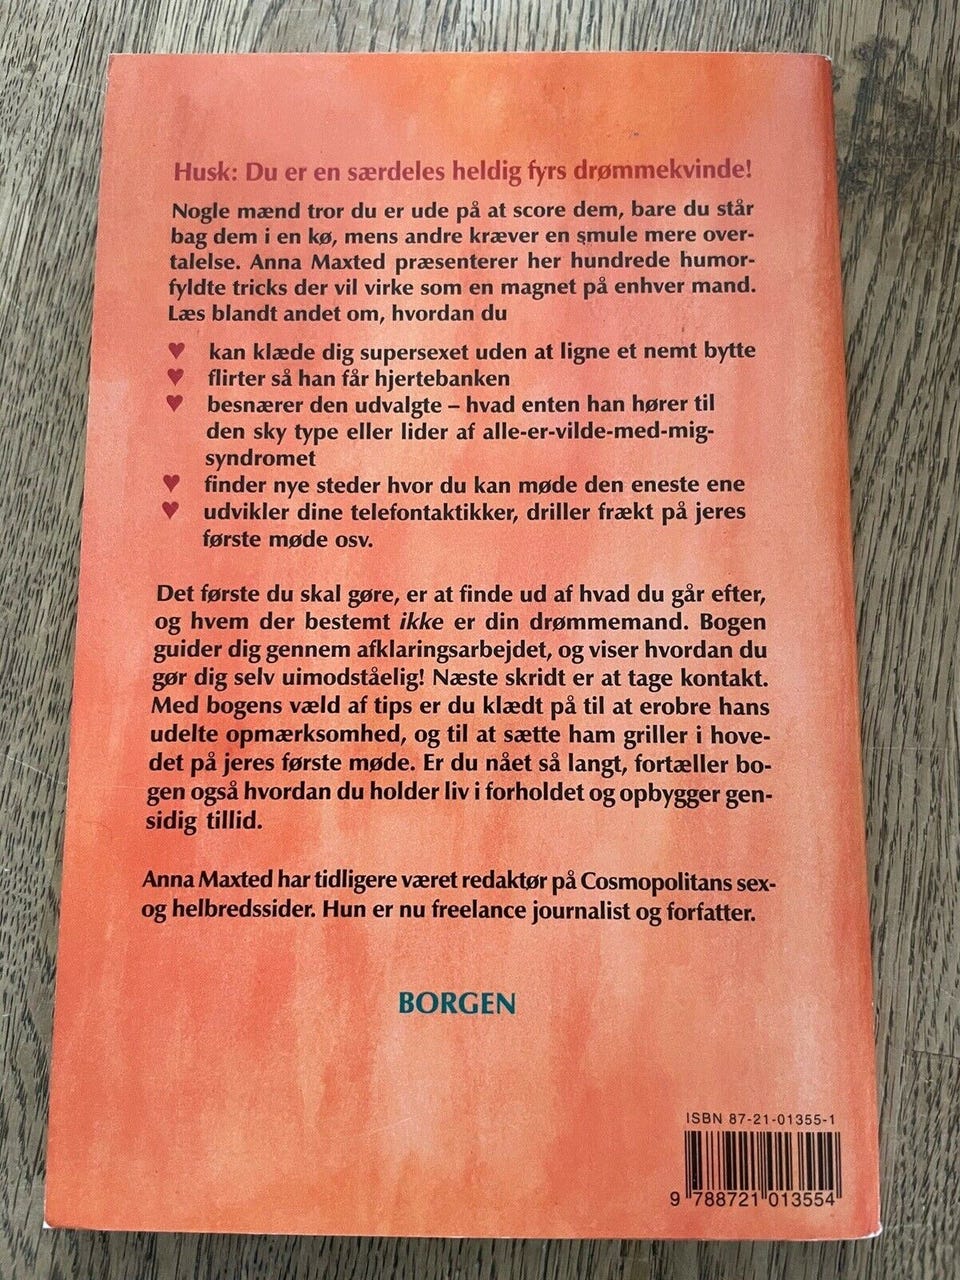 Husk: Du er en særdeles heldig fyrs drømmekvinde!
Nogle mænd tror du er ude på at score dem, bare du står
bag dem i en kø, mens andre kræver en smule mere over-
talelse. Anna Maxted præsenterer her hundrede humor-
fyldte tricks der vil virke som en magnet på enhver mand.
Læs blandt andet om, hvordan du
♥ kan klæde dig supersexet uden at ligne et nemt bytte
♥ flirter så han får hjertebanken
♥ besnærer den udvalgte – hvad enten han hører til
den sky type eller lider af alle-er-vilde-med-mig-
syndromet
♥ finder nye steder hvor du kan møde den eneste ene
♥ udvikler dine telefontaktikker, driller frækt på jeres
første møde osv.
Det første du skal gøre, er at finde ud af hvad du går efter,
og hvem der bestemt ikke er din drømmemand. Bogen
guider dig gennem afklaringsarbejdet, og viser hvordan du
gør dig selv uimodståelig! Næste skridt er at tage kontakt.
Med bogens væld af tips er du klædt på til at erobre hans
udelte opmærksomhed, og til at sætte ham griller i hove-
det på jeres første møde. Er du nået så langt, fortæller bo-
gen også hvordan du holder liv i forholdet og opbygger gen-
sidig tillid.
Anna Maxted har tidligere været redaktør på Cosmopolitans sex-
og helbredssider. Hun er nu freelance journalist og forfatter.
BORGEN
ISBN 87-21-01355-1
9 788721 013554